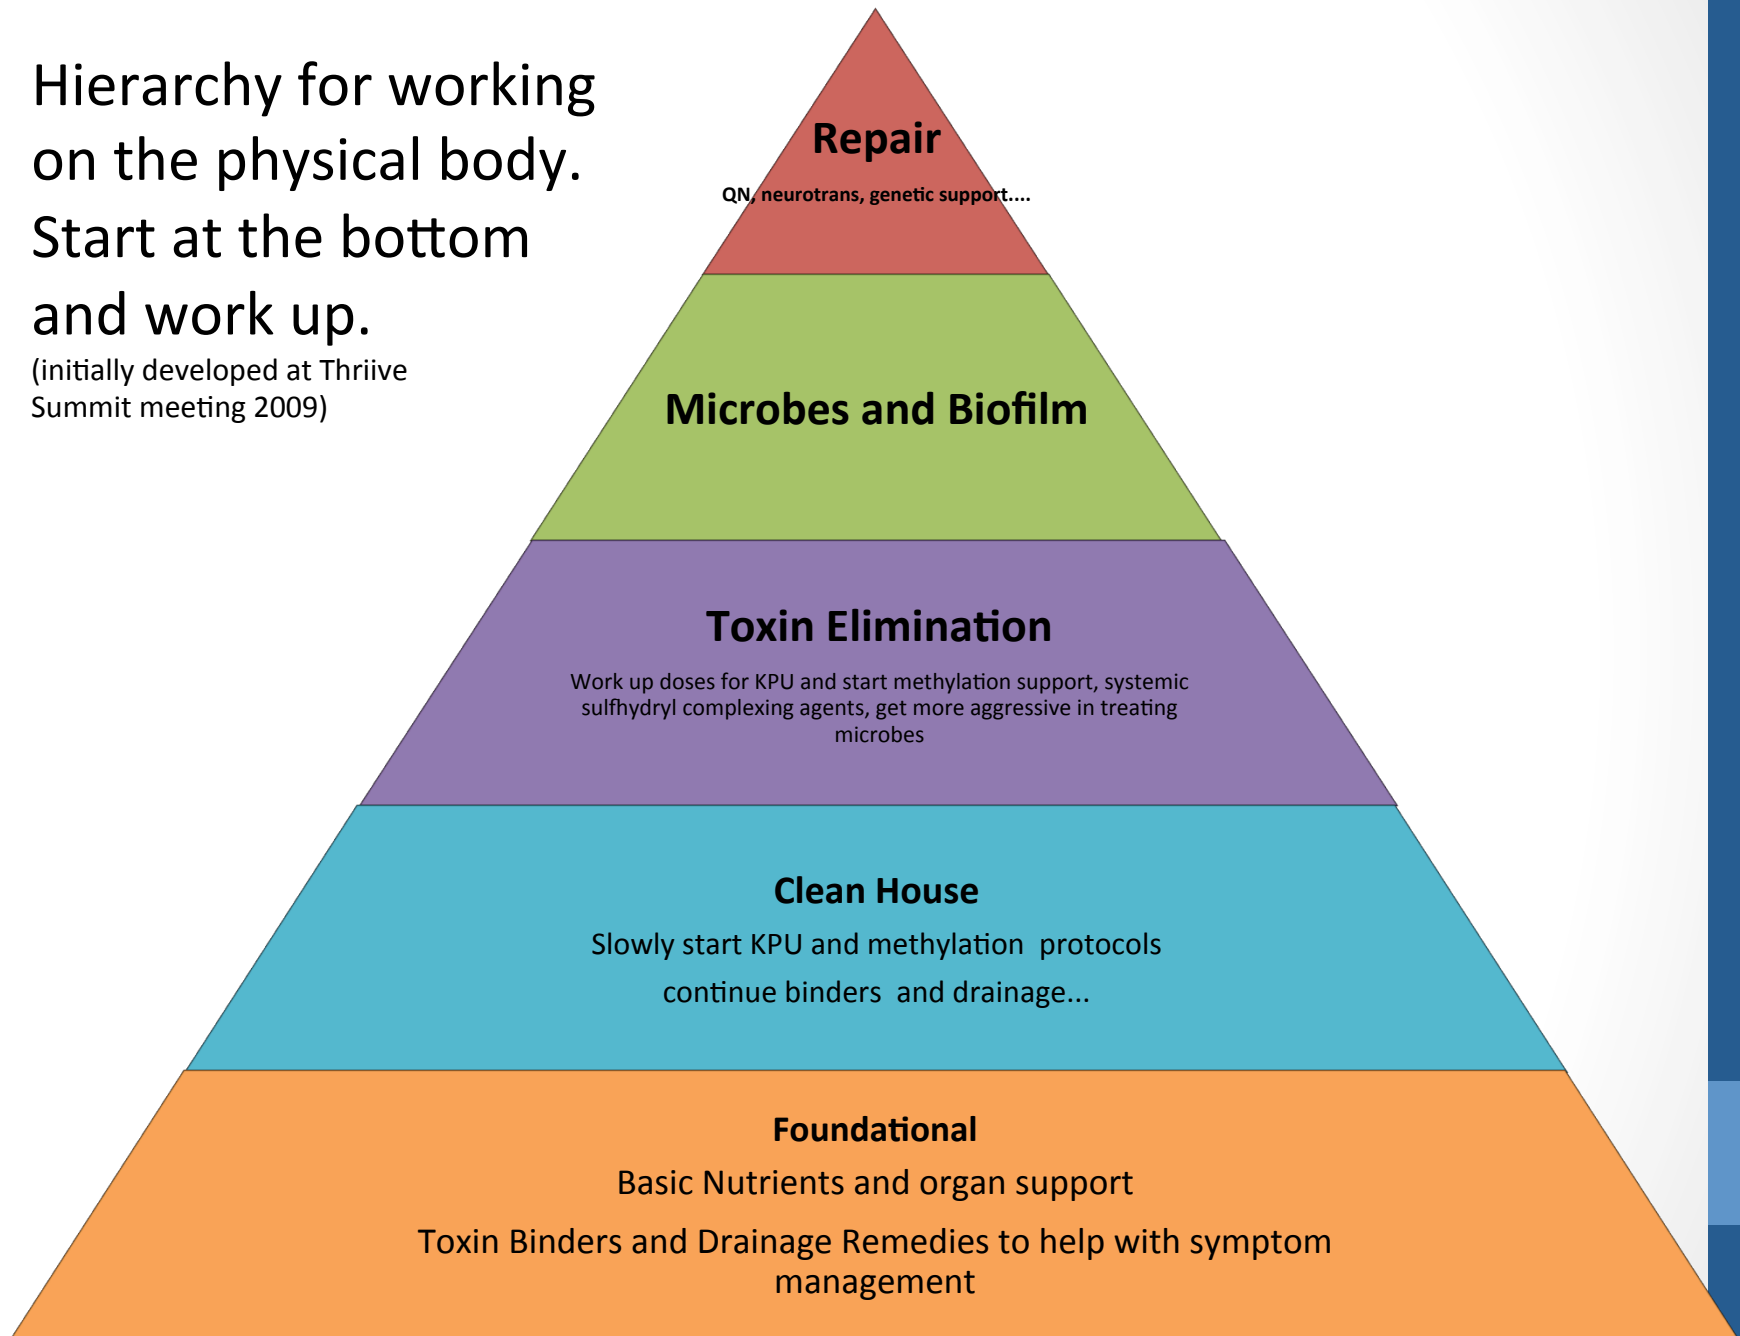 Hierarchy for working
on the physical body.
Start at the bottom
and work up.
(initially developed at Thriive
Summit meeting 2009)
Repair
QN, neurotrans, genetic support....
Microbes and Biofilm
Toxin Elimination
Work up doses for KPU and start methylation support, systemic
sulfhydryl complexing agents, get more aggressive in treating
microbes
Clean House
Slowly start KPU and methylation  protocols
continue binders  and drainage...
Foundational
Basic Nutrients and organ support
Toxin Binders and Drainage Remedies to help with symptom
management